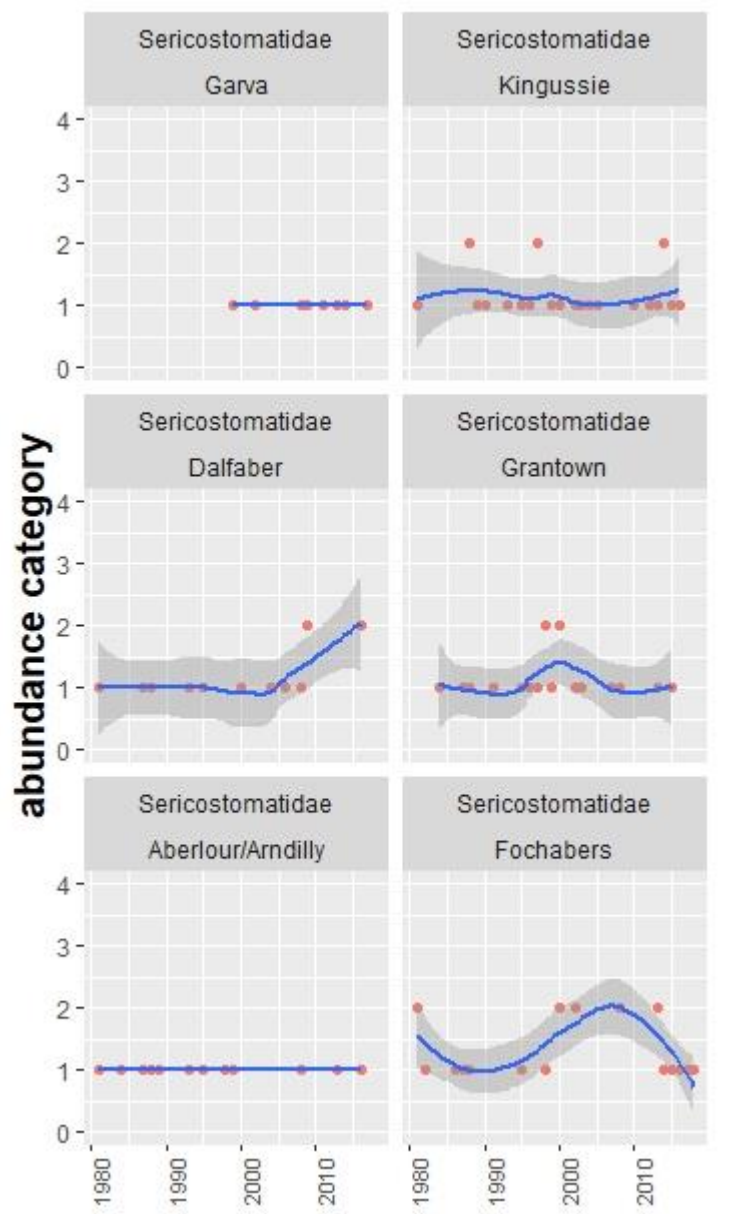 Sericostomatidae
Garva
Sericostomatidae
Kingussie
4
3
2
1
0
Sericostomatidae
Dalfaber
Sericostomatidae
Grantown
4
3
2
1
0
abundance category
Sericostomatidae
Aberlour/Arndilly
Sericostomatidae
Fochabers
4
3
2
1
0
1980
1990
2000
2010
1980
1990
2000
2010